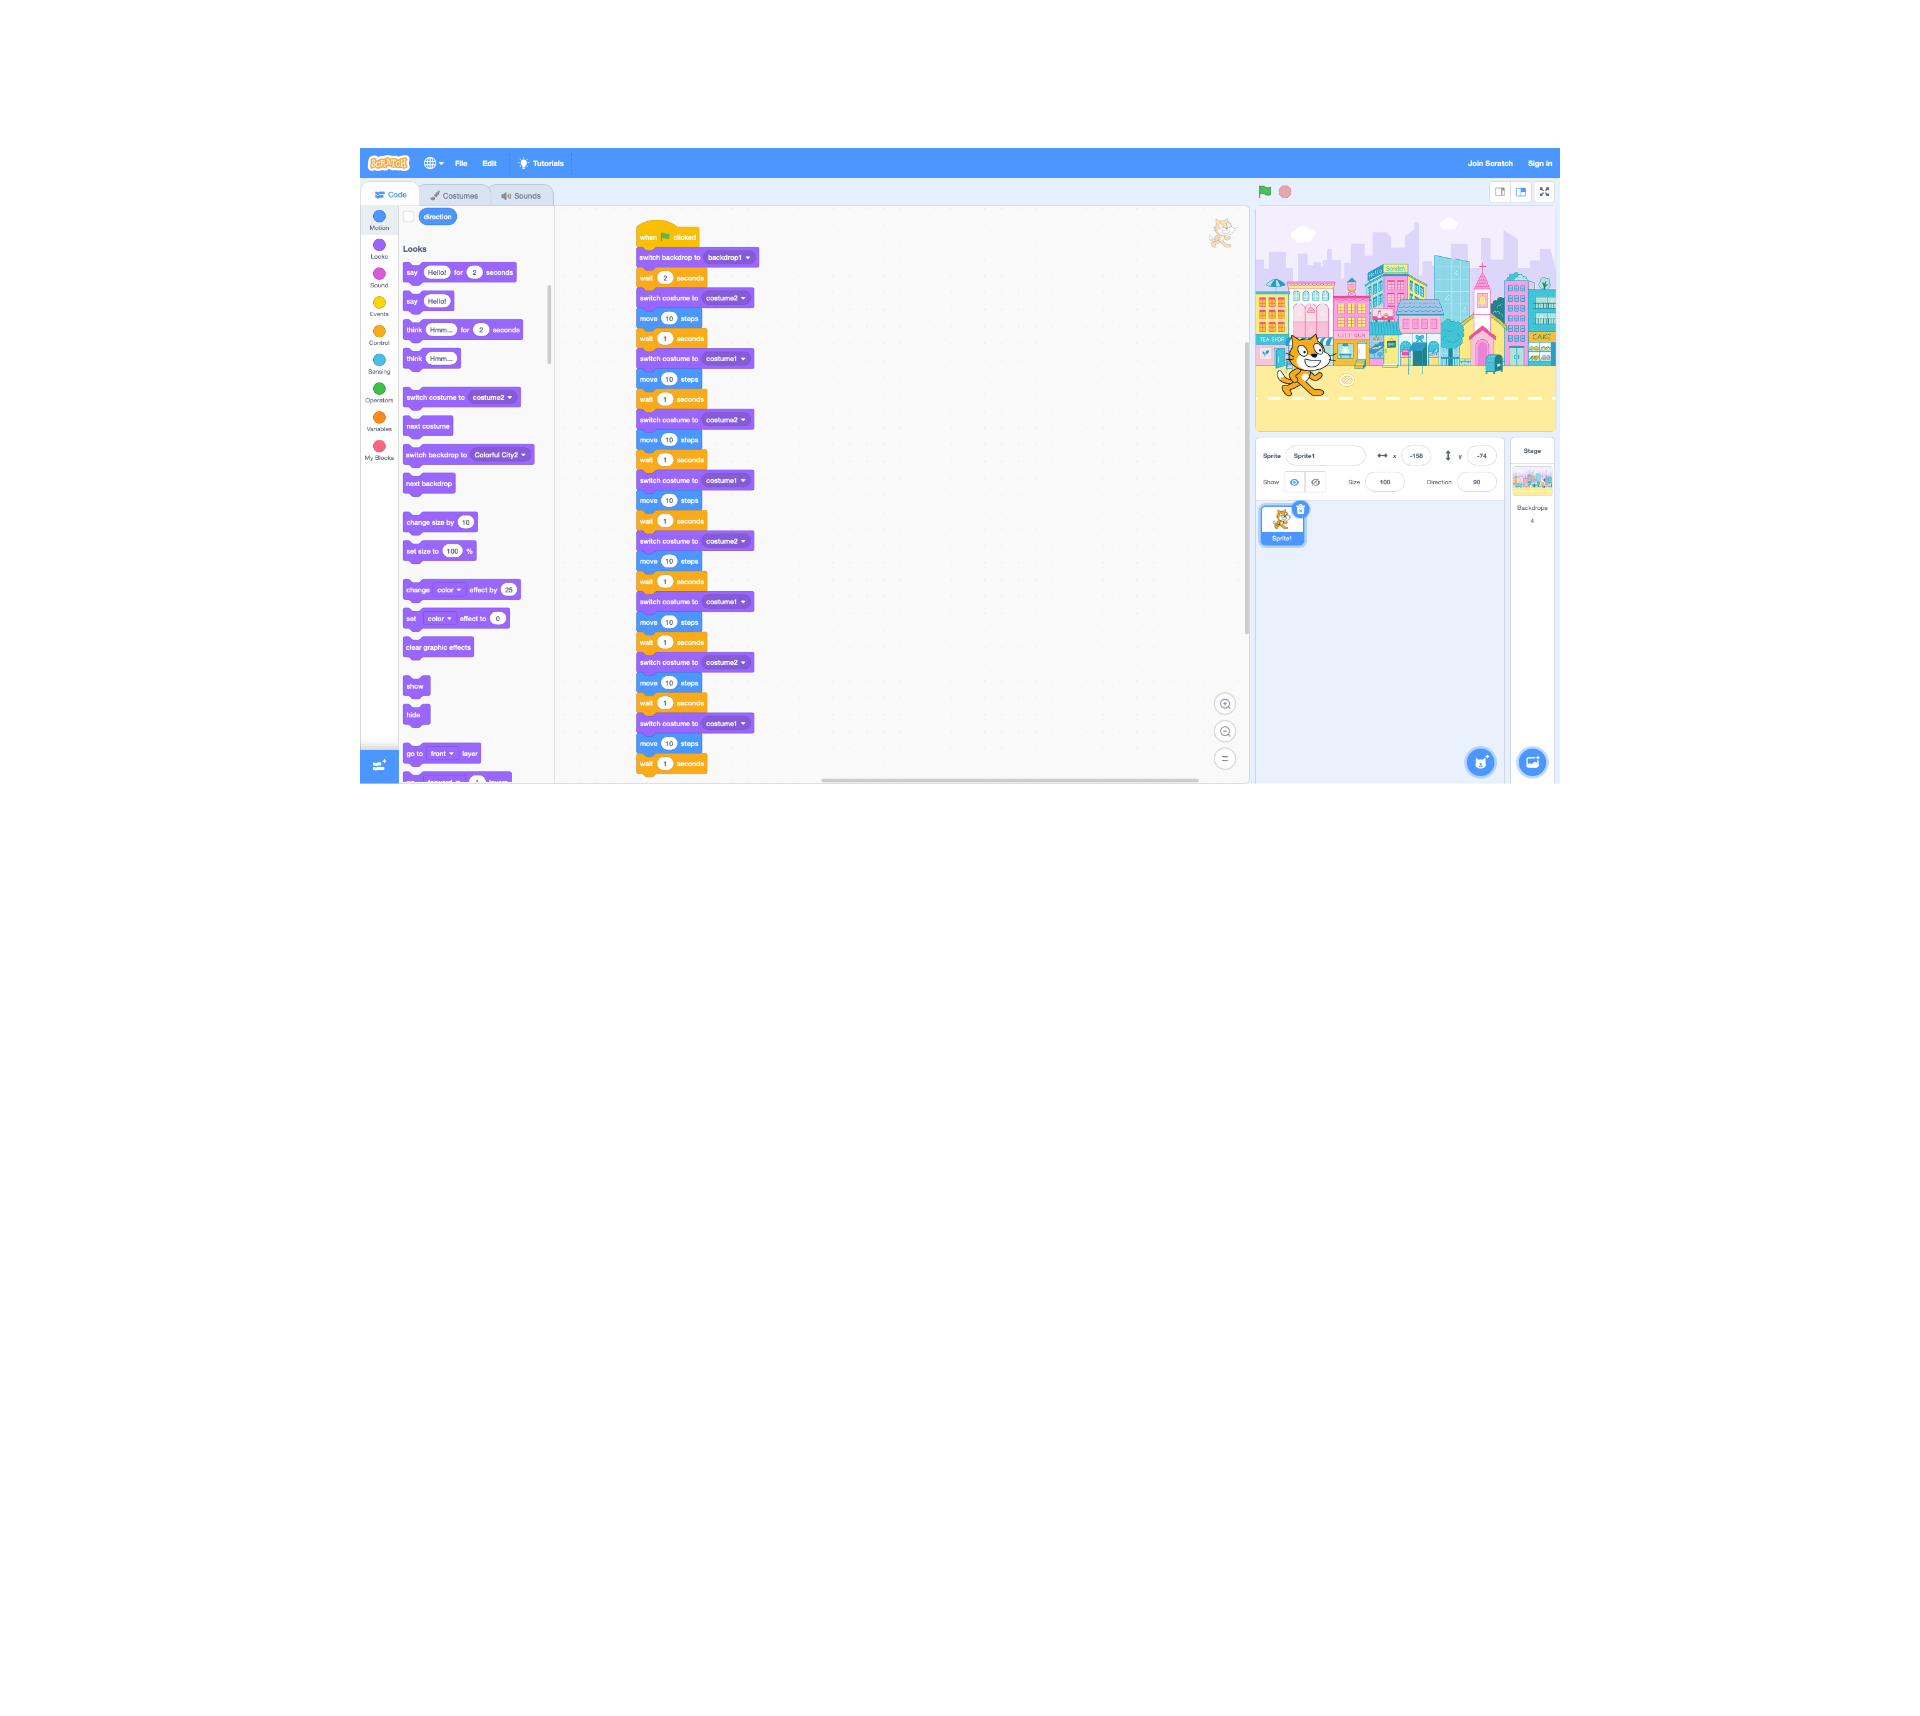 SCRATCH File Edit Tutorials Join Scratch Sign in
Code Costumes Sounds
Motion
Looks
Sound
Events
Control
Sensing
Operators
Variables
My Blocks
direction
Looks
say Hello! for 2 seconds
say Hello!
think Hmm... for 2 seconds
think Hmm...
switch costume to costume2
next costume
switch backdrop to Colorful City2
next backdrop
change size by 10
set size to 100 %
change color effect by 25
set color effect to 0
clear graphic effects
show
hide
go to front layer
when clicked
switch backdrop to backdrop1
wait 2 seconds
switch costume to costume2
move 10 steps
wait 1 seconds
switch costume to costume1
move 10 steps
wait 1 seconds
switch costume to costume2
move 10 steps
wait 1 seconds
switch costume to costume1
move 10 steps
wait 1 seconds
switch costume to costume2
move 10 steps
wait 1 seconds
switch costume to costume1
move 10 steps
wait 1 seconds
switch costume to costume2
move 10 steps
wait 1 seconds
switch costume to costume1
move 10 steps
wait 1 seconds
Scratch
TEA SHOP
CAKE
Sprite Sprite1 x -158 y -74
Show Size 100 Direction 90
Sprite1
Stage
Backdrops
4